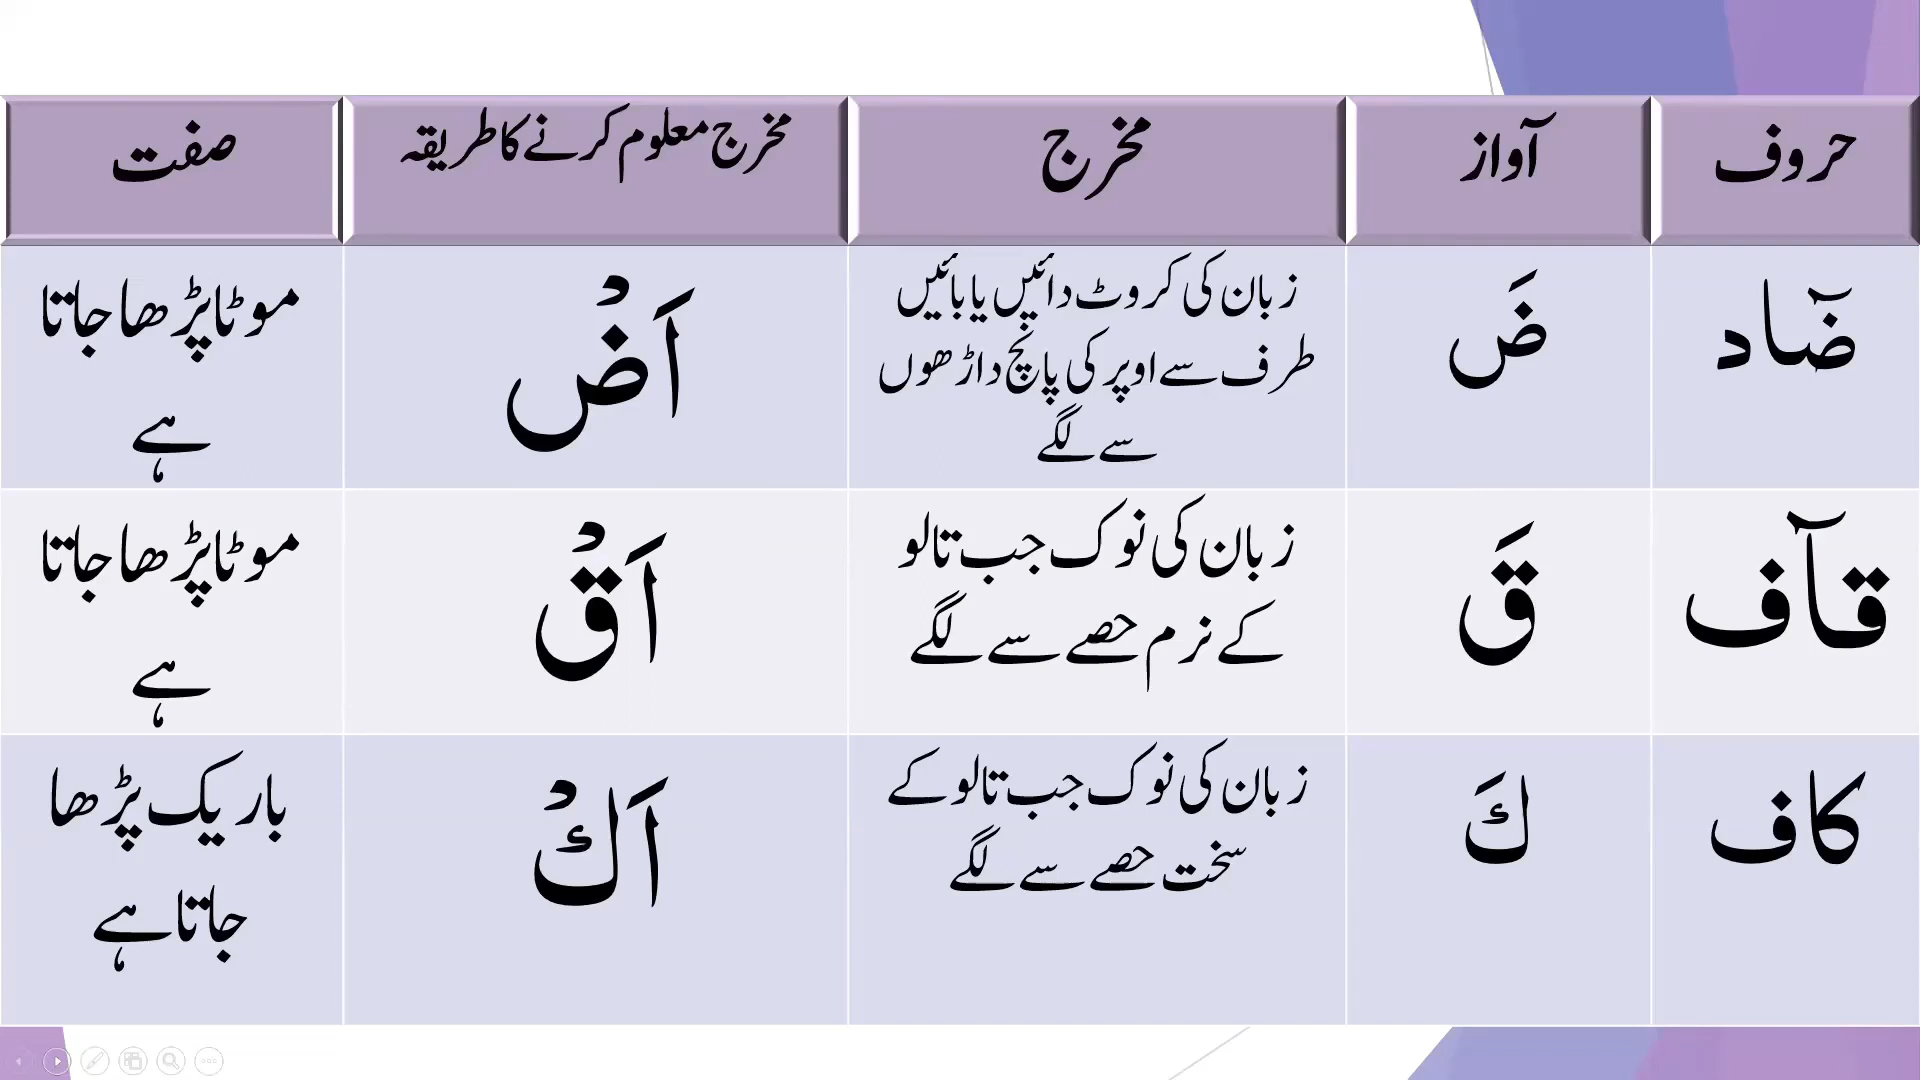 حروف
آواز
مخرج
مخرج معلوم کرنے کا طریقہ
صفت
ضٓاد
ضَ
زبان کی کروٹ دائیں یا بائیں
طرف سے اوپر کی پانچ داڑھوں
سے لگے
اَضْ
موٹا پڑھا جاتا
ہے
قآف
قَ
زبان کی نوک جب تالو
کے نرم حصے سے لگے
اَقْ
موٹا پڑھا جاتا
ہے
کاف
كَ
زبان کی نوک جب تالو کے
سخت حصے سے لگے
اَكْ
باریک پڑھا
جاتا ہے